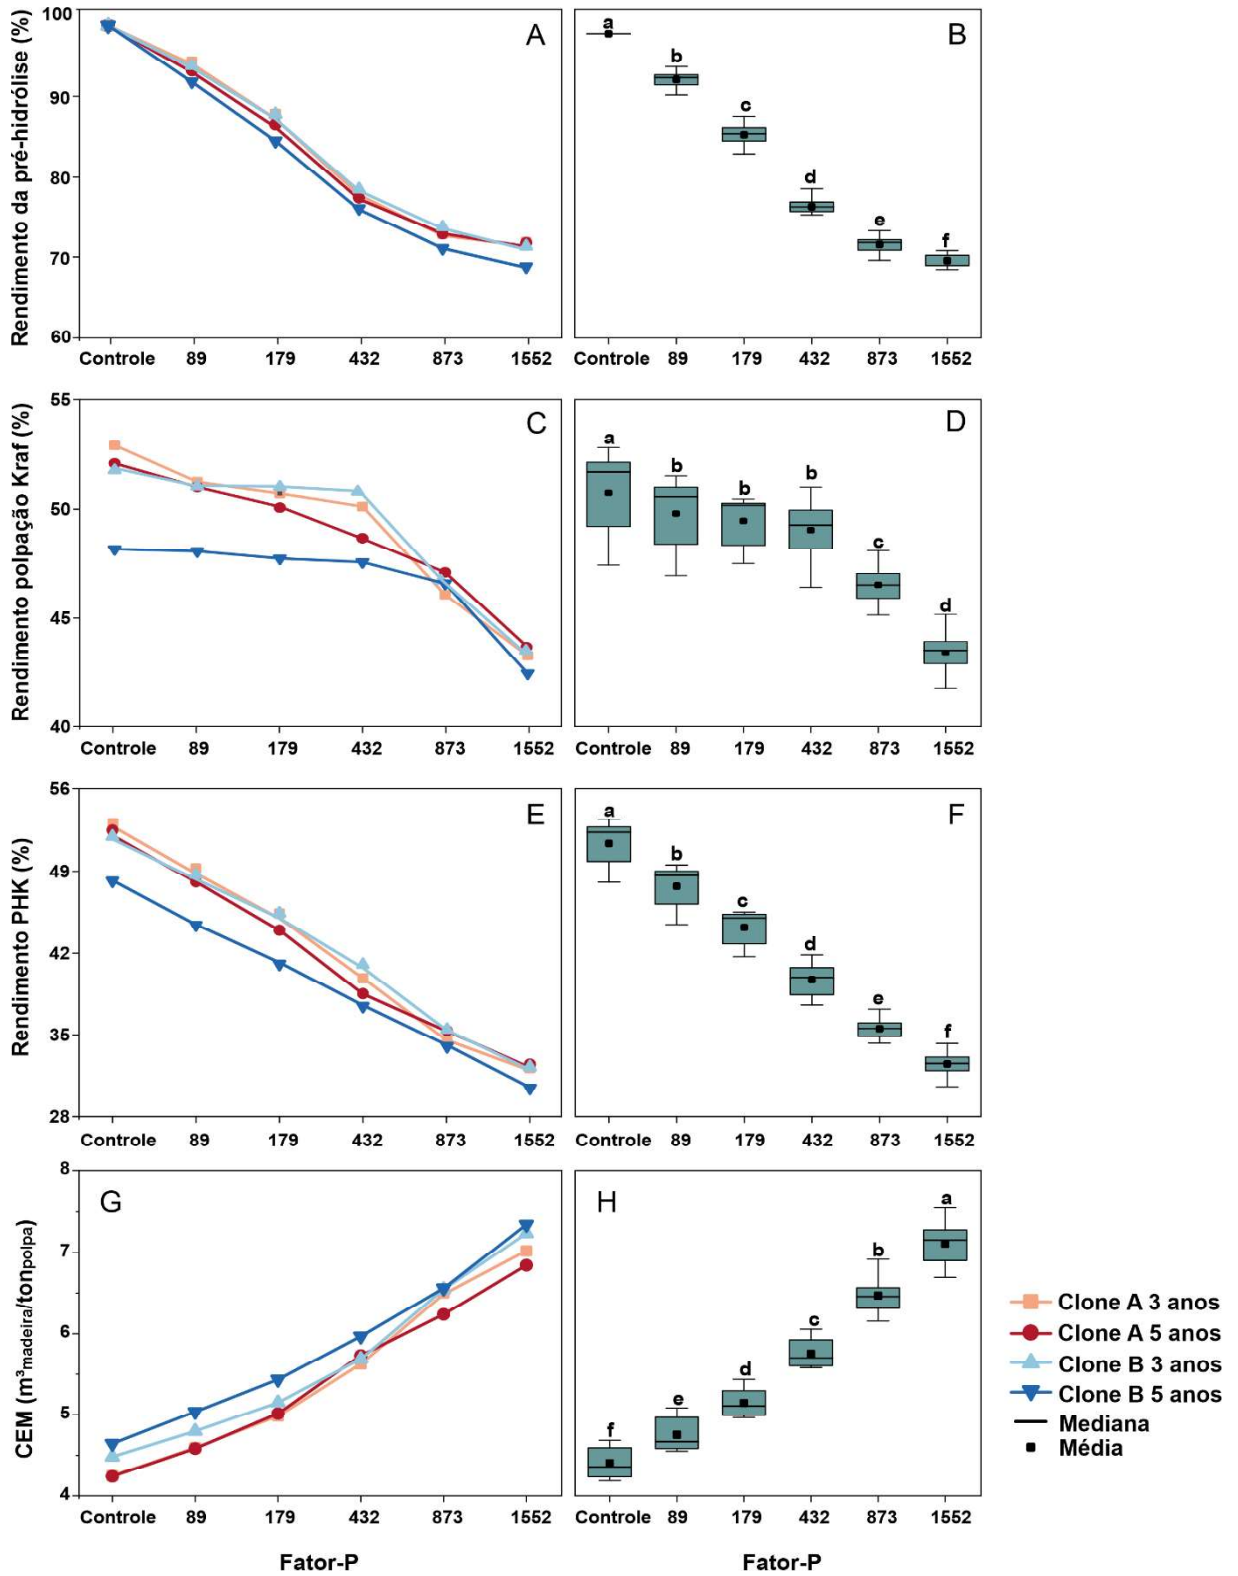 Rendimento da pré-hidrólise (%)
100
90
80
70
60
A
Controle 89 179 432 873 1552
B
a
b
c
d
e
f
Controle 89 179 432 873 1552
Rendimento polpação Kraf (%)
55
50
45
40
C
Controle 89 179 432 873 1552
D
a
b
b
b
c
d
Controle 89 179 432 873 1552
Rendimento PHK (%)
56
49
42
35
28
E
Controle 89 179 432 873 1552
F
a
b
c
d
e
f
Controle 89 179 432 873 1552
CEM (m³madeira/tonpolpa)
8
7
6
5
4
G
Controle 89 179 432 873 1552
Fator-P
H
f
e
d
c
b
a
Controle 89 179 432 873 1552
Fator-P
Clone A 3 anos
Clone A 5 anos
Clone B 3 anos
Clone B 5 anos
Mediana
Média